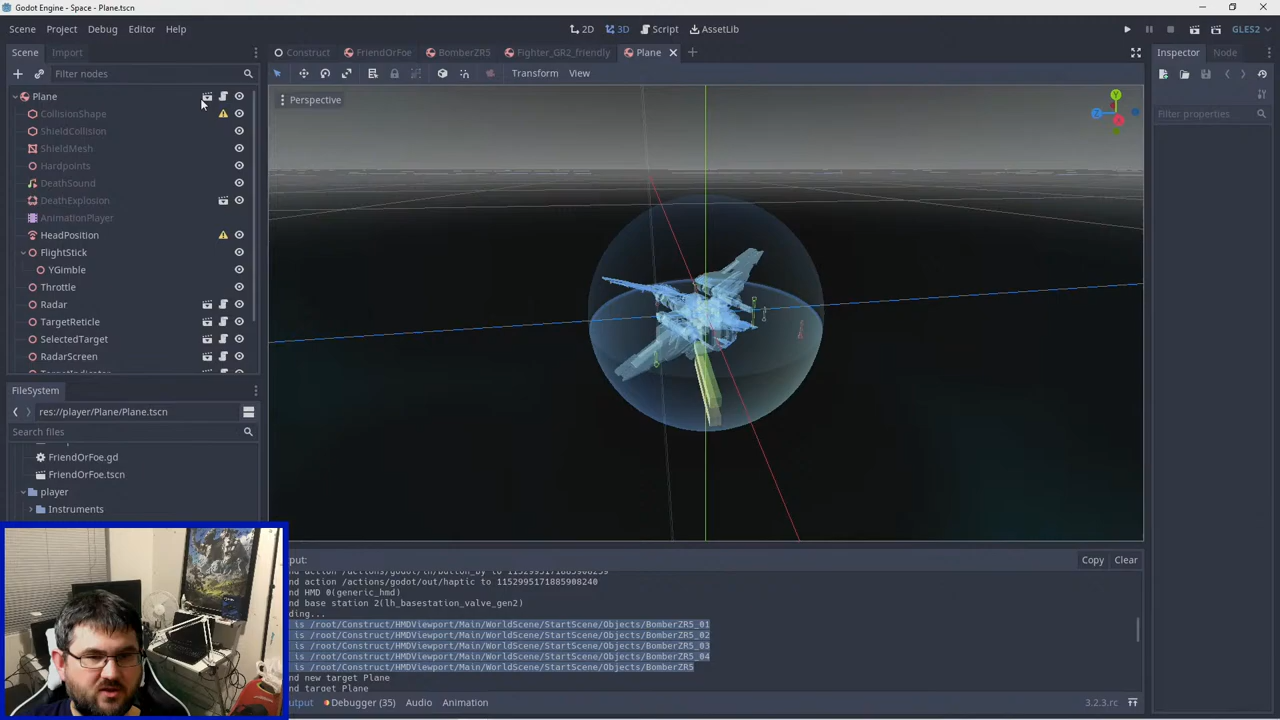 Godot Engine - Space - Plane.tscn
Scene Project Debug Editor Help
2D 3D Script AssetLib
GLES2
Scene Import
Construct FriendOrFoe BomberZR5 Fighter_GR2_friendly Plane
Inspector Node
Filter nodes
Transform View
Perspective
Filter properties
Y
Z
Plane
CollisionShape
ShieldCollision
ShieldMesh
Hardpoints
DeathSound
DeathExplosion
AnimationPlayer
HeadPosition
FlightStick
YGimble
Throttle
Radar
TargetReticle
SelectedTarget
RadarScreen
FileSystem
res://player/Plane/Plane.tscn
Search files
FriendOrFoe.gd
FriendOrFoe.tscn
player
Instruments
put:
Copy Clear
nd action /actions/godot/out/haptic to 1152995171885908240
nd HMD 0(generic_hmd)
nd base station 2(lh_basestation_valve_gen2)
ding...
is /root/Construct/HMDViewport/Main/WorldScene/StartScene/Objects/BomberZR5_01
is /root/Construct/HMDViewport/Main/WorldScene/StartScene/Objects/BomberZR5_02
is /root/Construct/HMDViewport/Main/WorldScene/StartScene/Objects/BomberZR5_03
is /root/Construct/HMDViewport/Main/WorldScene/StartScene/Objects/BomberZR5_04
is /root/Construct/HMDViewport/Main/WorldScene/StartScene/Objects/BomberZR5
nd new target Plane
nd target Plane
utput Debugger (35) Audio Animation
3.2.3.rc